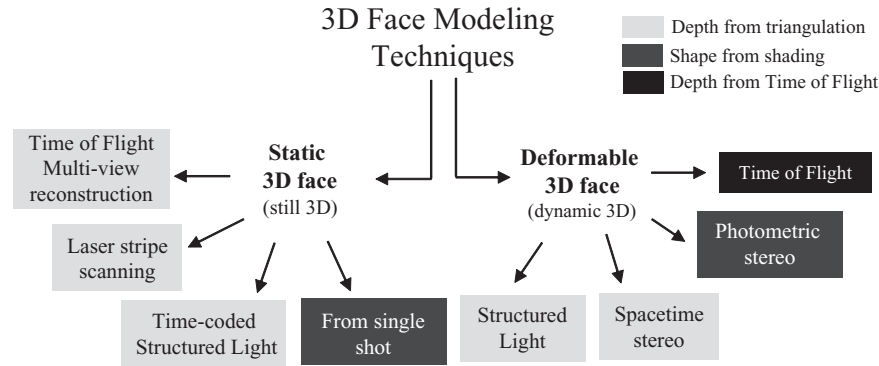 3D Face Modeling
Techniques
Depth from triangulation
Shape from shading
Depth from Time of Flight
Time of Flight
Multi-view
reconstruction
Static
3D face
(still 3D)
Deformable
3D face
(dynamic 3D)
Time of Flight
Laser stripe
scanning
Photometric
stereo
Time-coded
Structured Light
From single
shot
Structured
Light
Spacetime
stereo